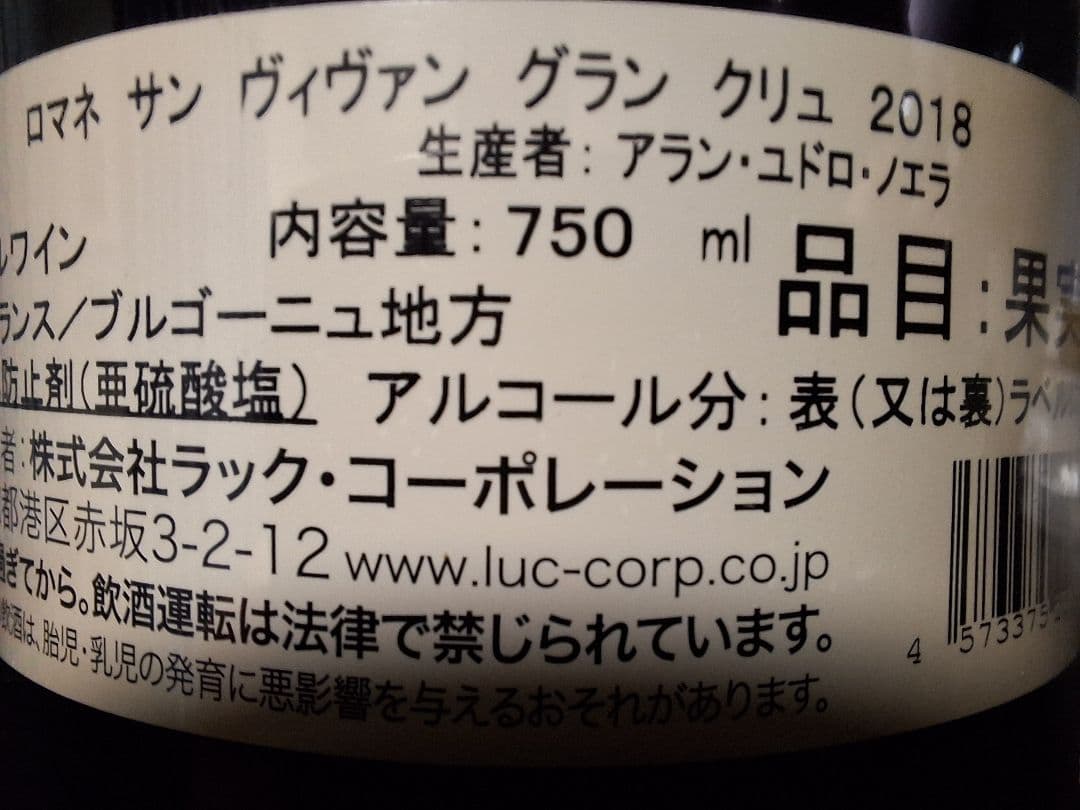 ロマネ サン ヴィヴァン グラン クリュ 2018
生産者：アラン・ユドロ・ノエラ
内容量：750 ml
ワイン
品目：果実
ランス／ブルゴーニュ地方
防止剤（亜硫酸塩） アルコール分：表（又は裏）ラベル
者：株式会社ラック・コーポレーション
都港区赤坂3-2-12 www.luc-corp.co.jp
ぎてから。飲酒運転は法律で禁じられています。
飲酒は、胎児・乳児の発育に悪影響を与えるおそれがあります。
4 573375